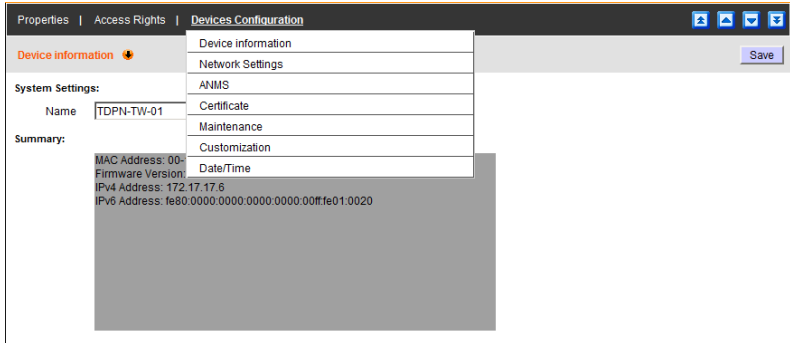 Properties | Access Rights | Devices Configuration
Device information
Save
Device information
Network Settings
ANMS
Certificate
Maintenance
Customization
Date/Time
System Settings:
Name TDPN-TW-01
Summary:
MAC Address: 00-
Firmware Version:
IPv4 Address: 172.17.17.6
IPv6 Address: fe80:0000:0000:0000:0000:00ff:fe01:0020